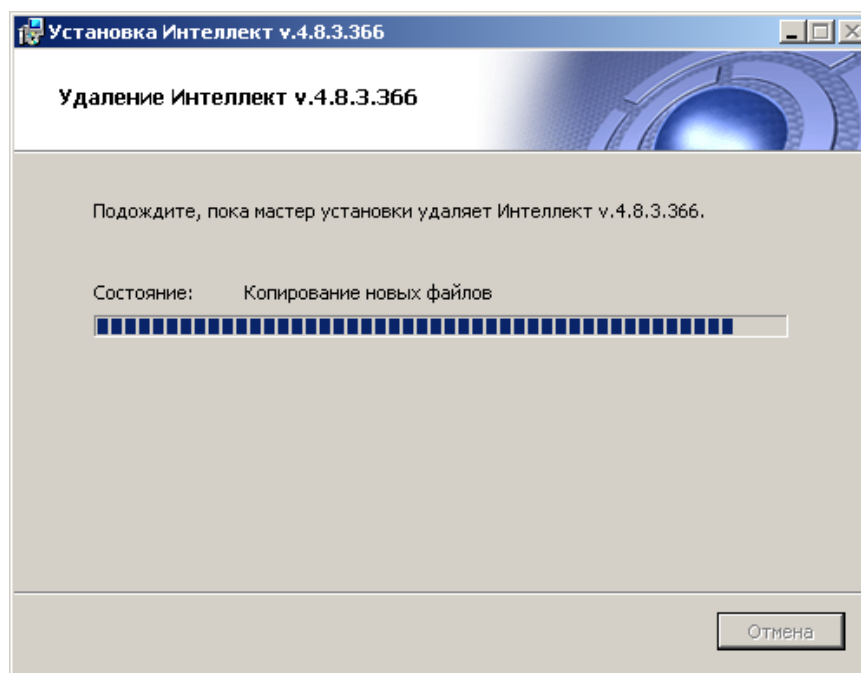 Установка Интеллект v.4.8.3.366
Удаление Интеллект v.4.8.3.366
Подождите, пока мастер установки удаляет Интеллект v.4.8.3.366.
Состояние: Копирование новых файлов
Отмена